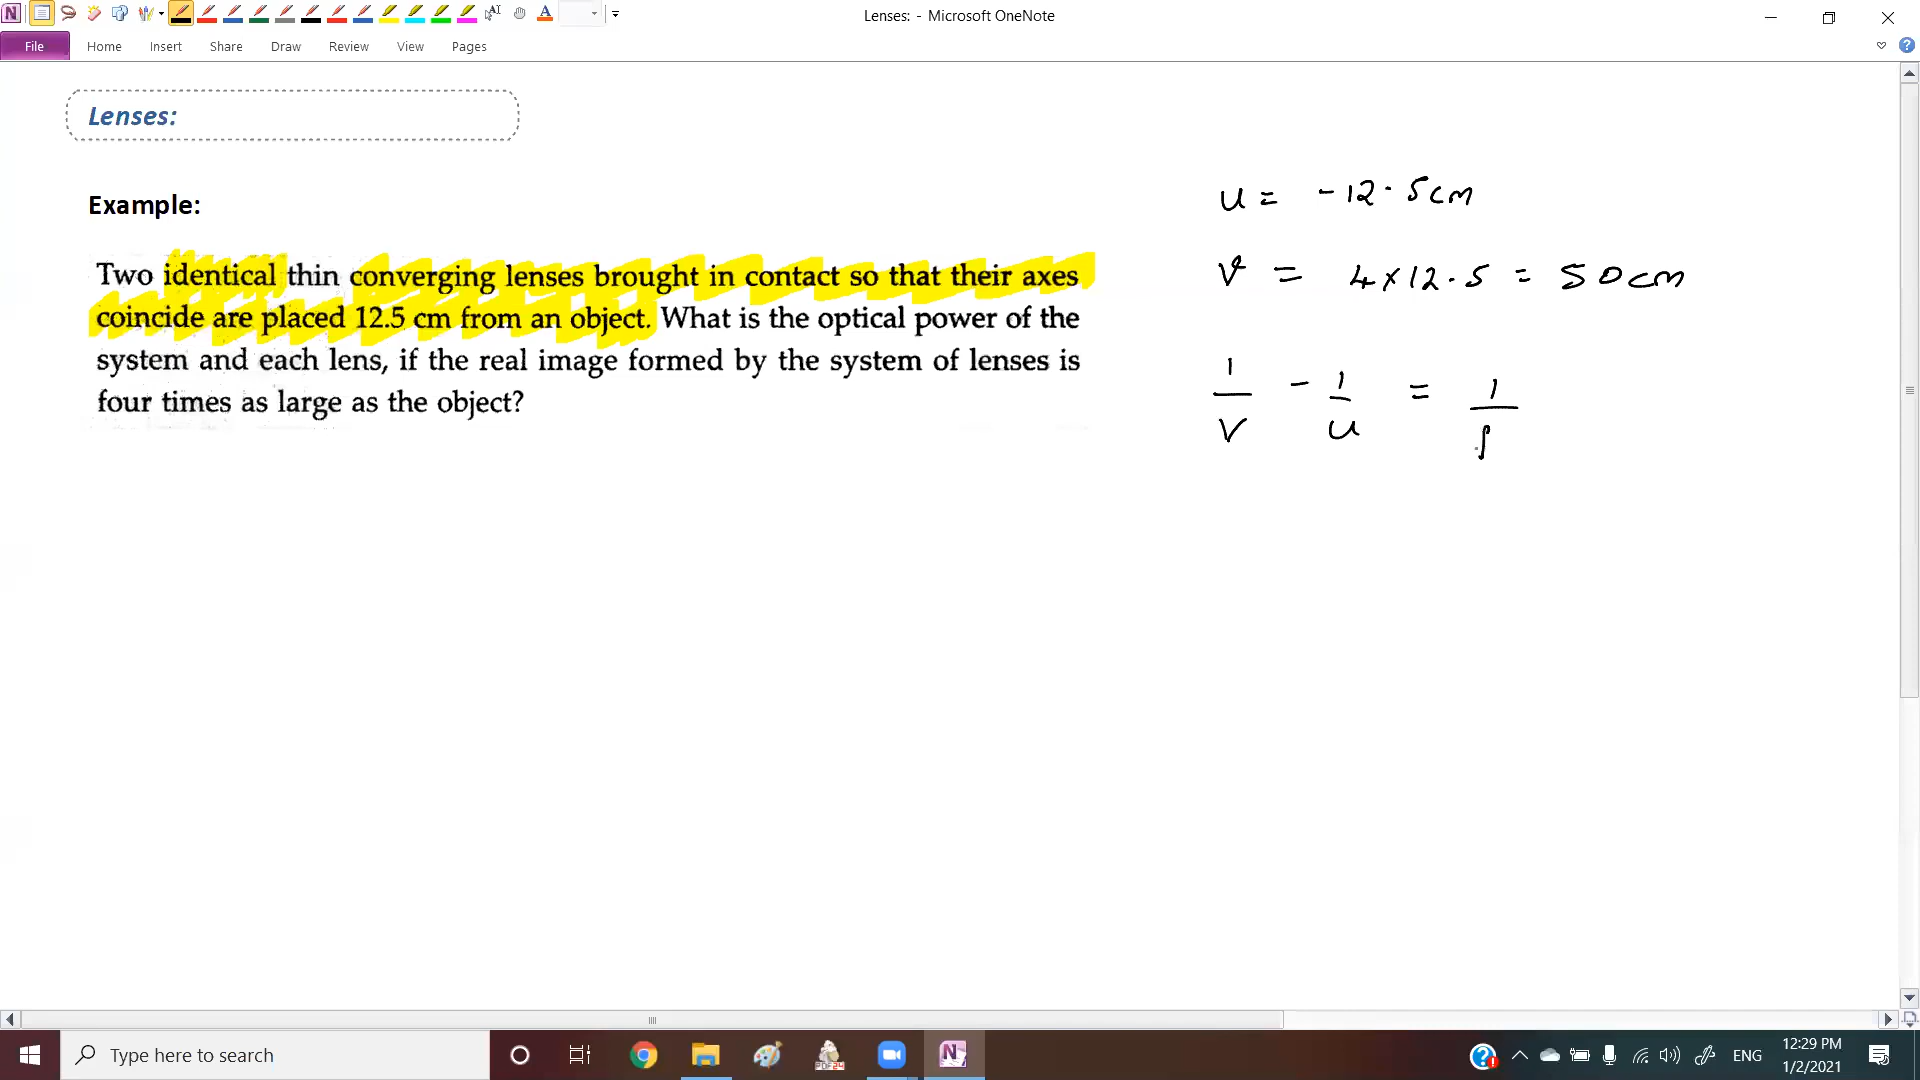 Lenses: - Microsoft OneNote
File Home Insert Share Draw Review View Pages
Lenses:
Example:
Two identical thin converging lenses brought in contact so that their axes
coincide are placed 12.5 cm from an object. What is the optical power of the
system and each lens, if the real image formed by the system of lenses is
four times as large as the object?
u = -12.5cm
v = 4×12.5 = 50cm
1/v - 1/u = 1/f
Type here to search
PDF24
ENG
12:29 PM
1/2/2021